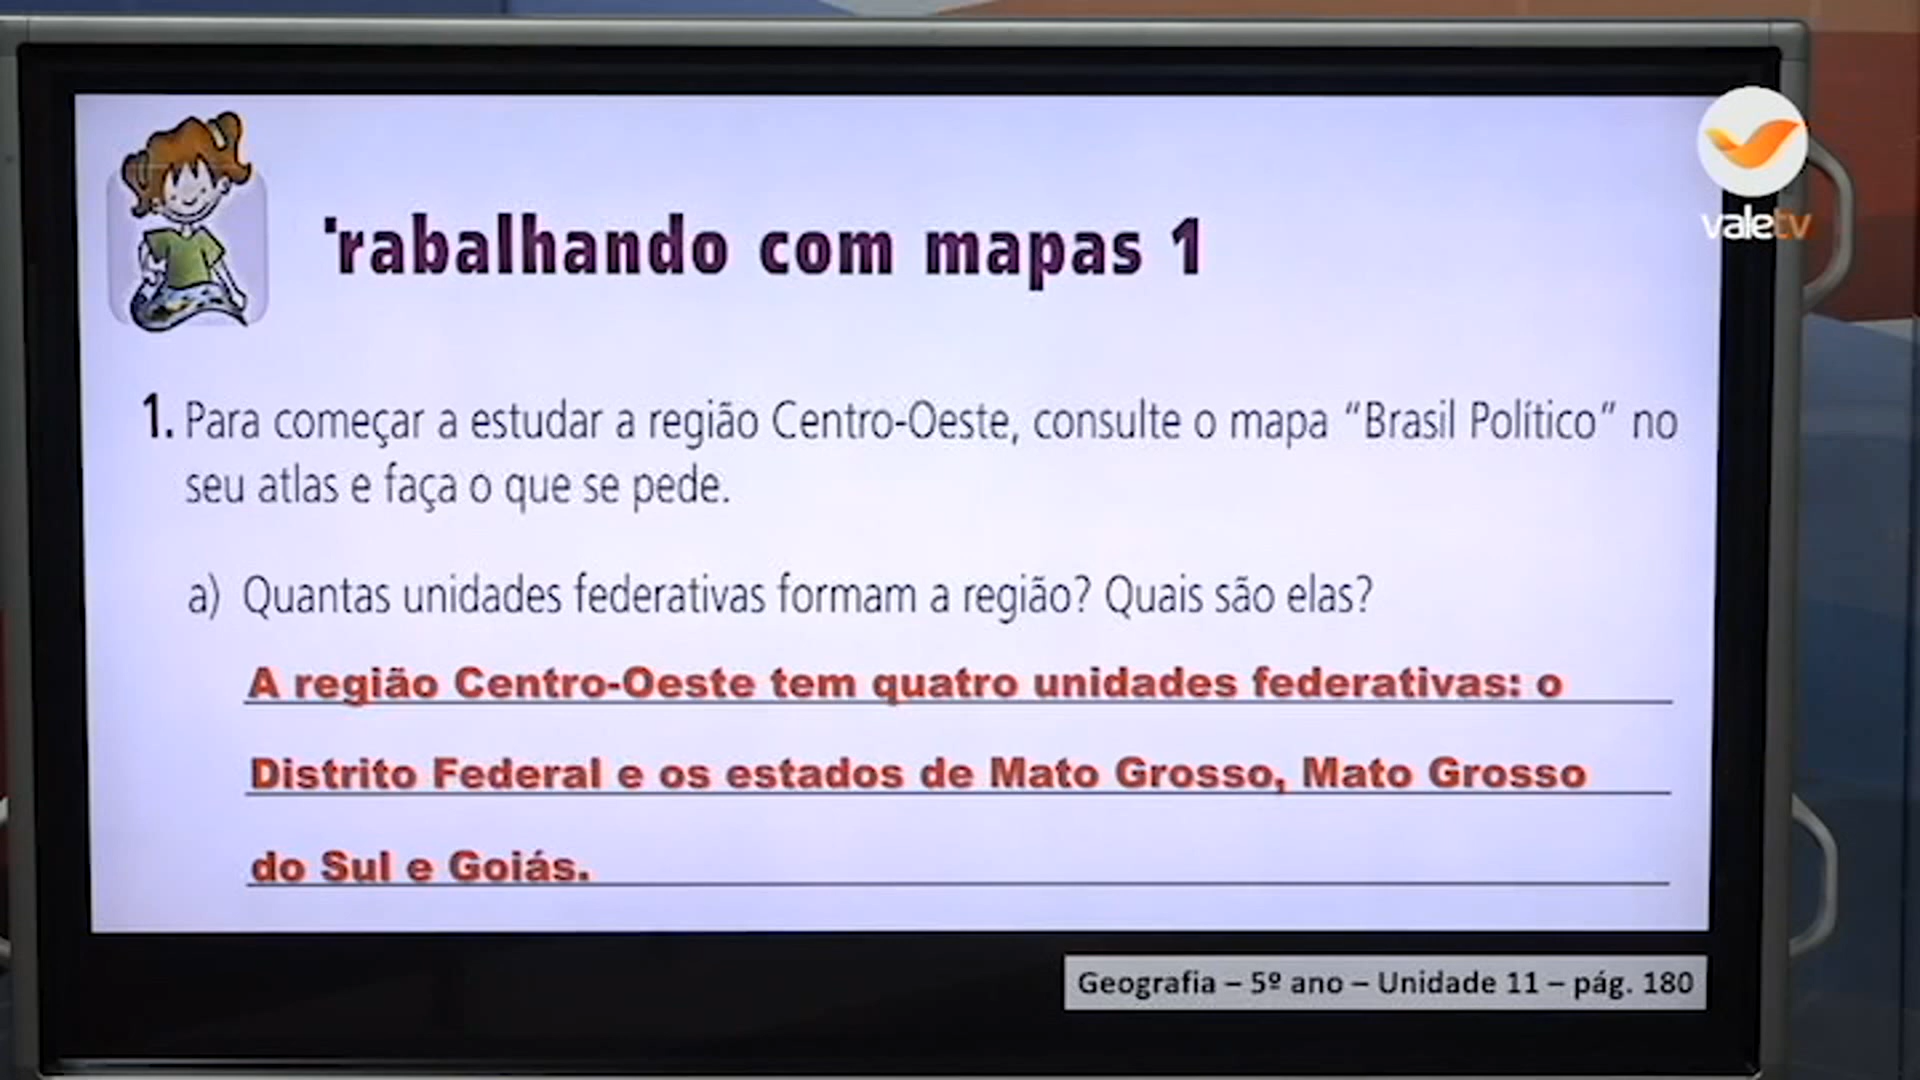 valetv
rabalhando com mapas 1
1. Para começar a estudar a região Centro-Oeste, consulte o mapa “Brasil Político” no
seu atlas e faça o que se pede.
a) Quantas unidades federativas formam a região? Quais são elas?
A região Centro-Oeste tem quatro unidades federativas: o
Distrito Federal e os estados de Mato Grosso, Mato Grosso
do Sul e Goiás.
Geografia – 5º ano – Unidade 11 – pág. 180